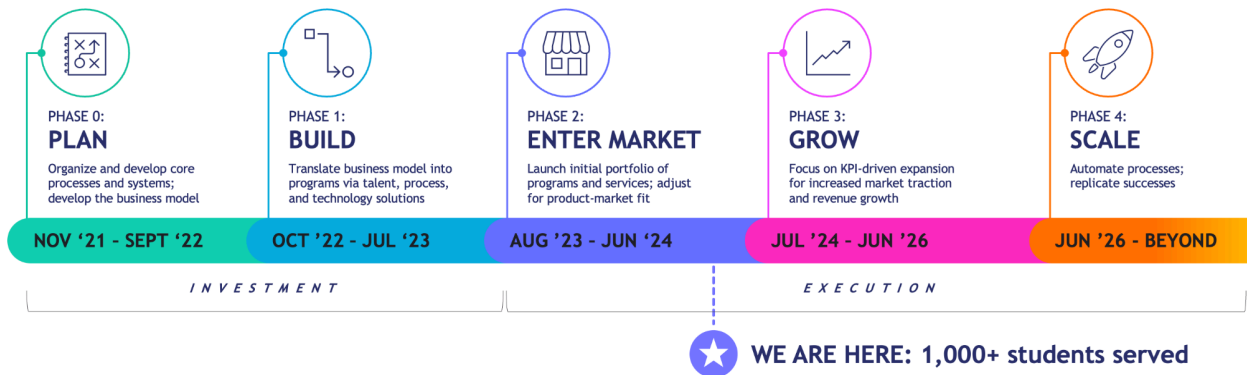 PHASE 0:
PLAN
Organize and develop core
processes and systems;
develop the business model
PHASE 1:
BUILD
Translate business model into
programs via talent, process,
and technology solutions
PHASE 2:
ENTER MARKET
Launch initial portfolio of
programs and services; adjust
for product-market fit
PHASE 3:
GROW
Focus on KPI-driven expansion
for increased market traction
and revenue growth
PHASE 4:
SCALE
Automate processes;
replicate successes
NOV ’21 - SEPT ’22
OCT ’22 - JUL ‘23
AUG ’23 - JUN ‘24
JUL ’24 - JUN ’26
JUN ’26 - BEYOND
INVESTMENT
EXECUTION
WE ARE HERE: 1,000+ students served